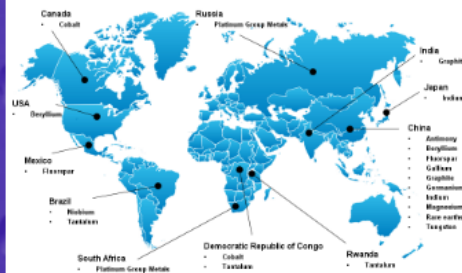 Canada
• Cobalt
Russia
• Platinum Group Metals
India
• Graphit
USA
• Beryllium
Japan
• Indium
China
• Antimony
• Beryllium
• Fluorspar
• Gallium
• Graphite
• Germanium
• Indium
• Magnesium
• Rare earths
• Tungsten
Mexico
• Fluorspar
Brazil
• Niobium
• Tantalum
South Africa
• Platinum Group Metals
Democratic Republic of Congo
• Cobalt
• Tantalum
Rwanda
• Tantalum